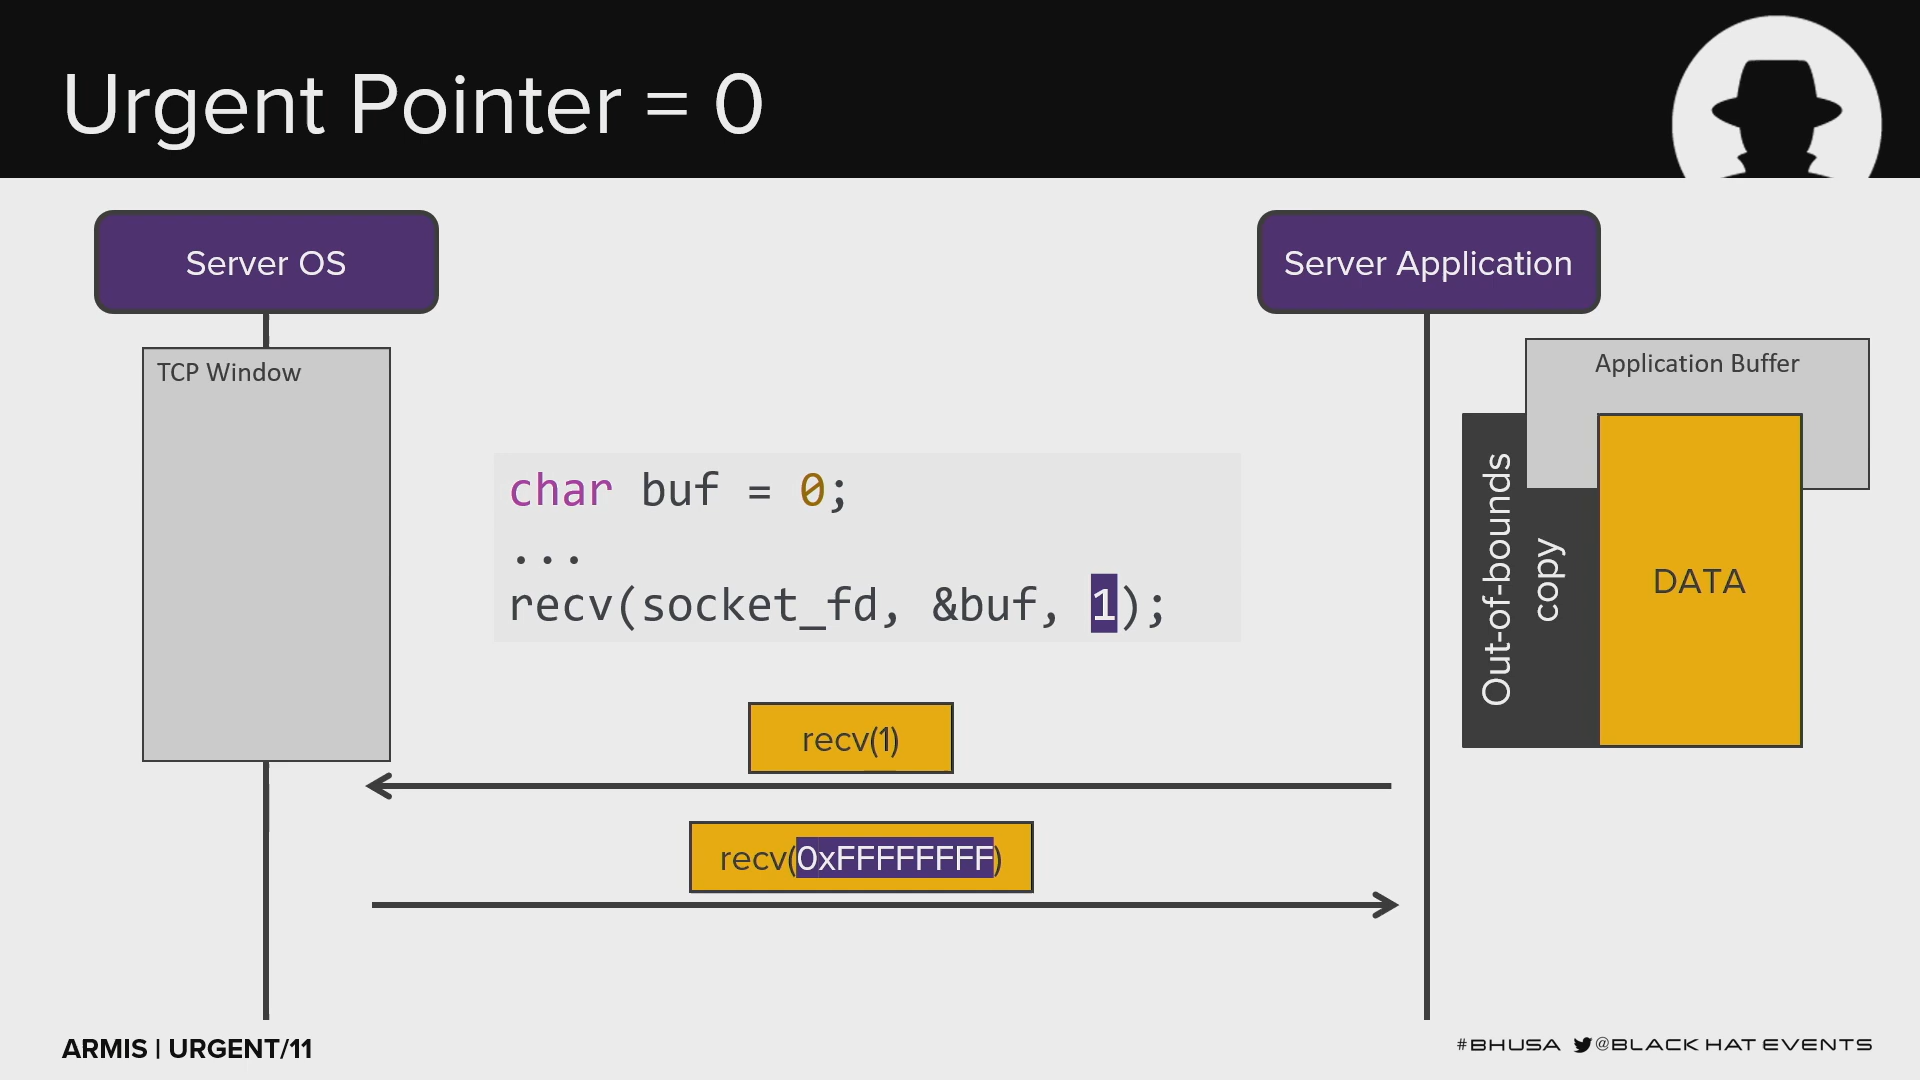 Urgent Pointer = 0
Server OS
Server Application
TCP Window
Application Buffer
char buf = 0;
...
recv(socket_fd, &buf, 1);
Out-of-bounds
copy
DATA
recv(1)
recv(0xFFFFFFFF)
ARMIS | URGENT/11
#BHUSA @BLACK HAT EVENTS